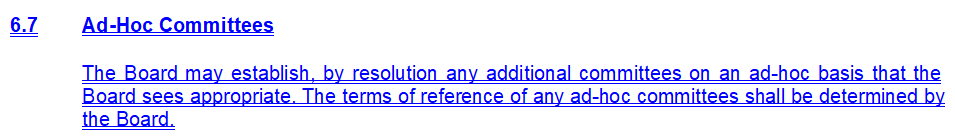 6.7 Ad-Hoc Committees
The Board may establish, by resolution any additional committees on an ad-hoc basis that the
Board sees appropriate. The terms of reference of any ad-hoc committees shall be determined by
the Board.